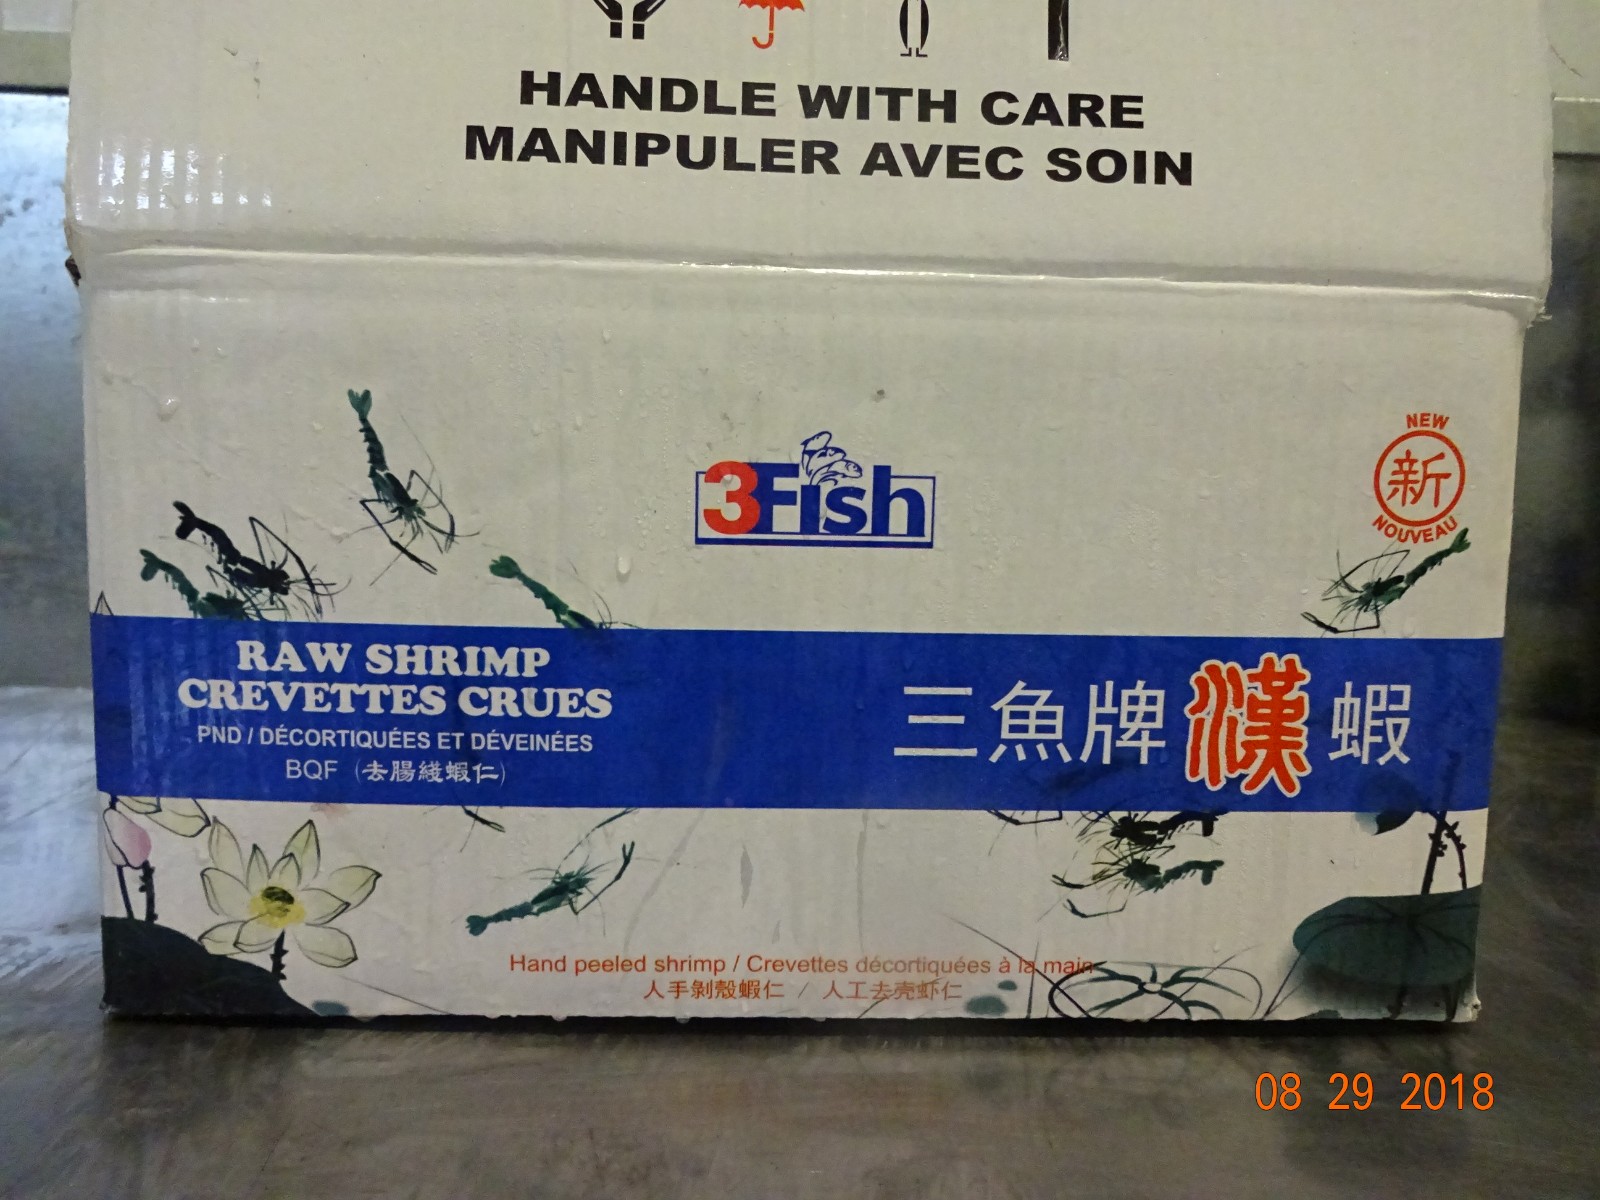 HANDLE WITH CARE
MANIPULER AVEC SOIN
3Fish
NEW
新
NOUVEAU
RAW SHRIMP
CREVETTES CRUES
PND / DÉCORTIQUÉES ET DÉVEINÉES
BQF (去腸綫蝦仁)
三魚牌漢蝦
Hand peeled shrimp / Crevettes décortiquées à la main
人手剝殼蝦仁 / 人工去壳虾仁
08 29 2018